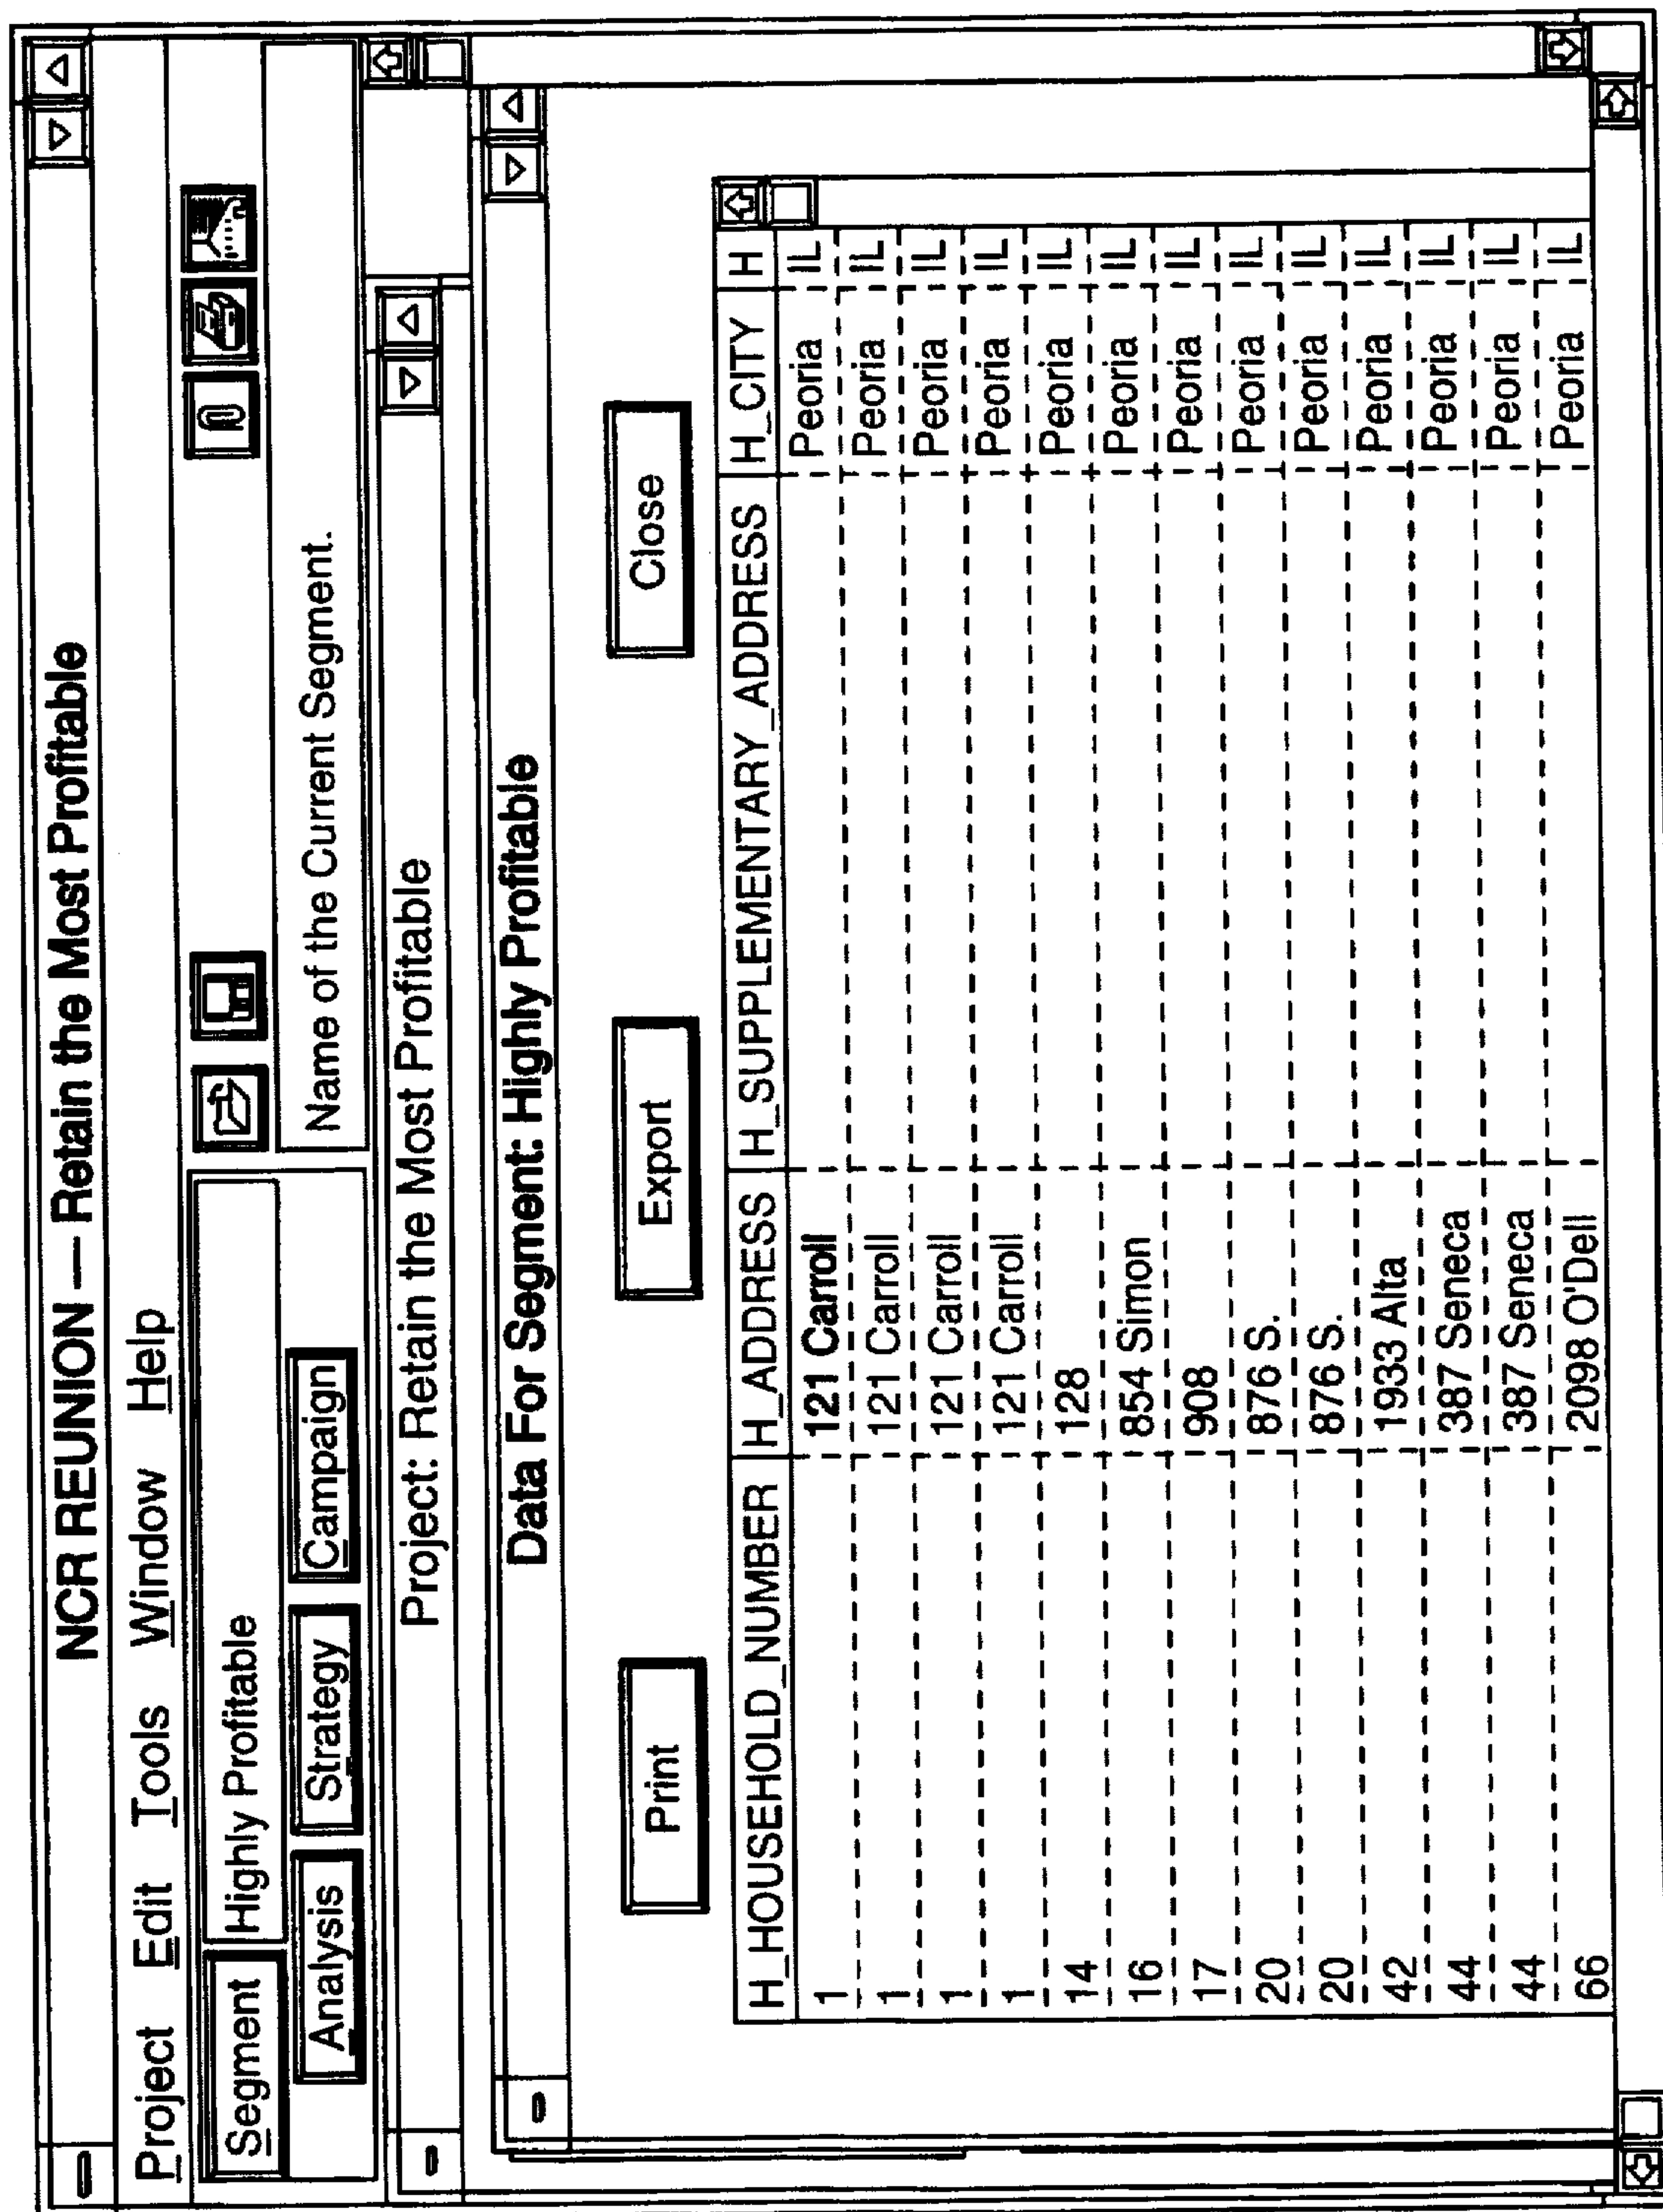 NCR REUNION — Retain the Most Profitable
Project Edit Tools Window Help
Segment Highly Profitable
Analysis Strategy Campaign Name of the Current Segment.
Project: Retain the Most Profitable
Data For Segment: Highly Profitable
Print Export Close
H_HOUSEHOLD_NUMBER H_ADDRESS H_SUPPLEMENTARY_ADDRESS H_CITY H
1 121 Carroll Peoria IL
1 121 Carroll Peoria IL
1 121 Carroll Peoria IL
1 121 Carroll Peoria IL
14 128 Peoria IL
16 854 Simon Peoria IL
17 908 Peoria IL
20 876 S. Peoria IL
20 876 S. Peoria IL
42 1933 Alta Peoria IL
44 387 Seneca Peoria IL
44 387 Seneca Peoria IL
66 2098 O'Dell Peoria IL